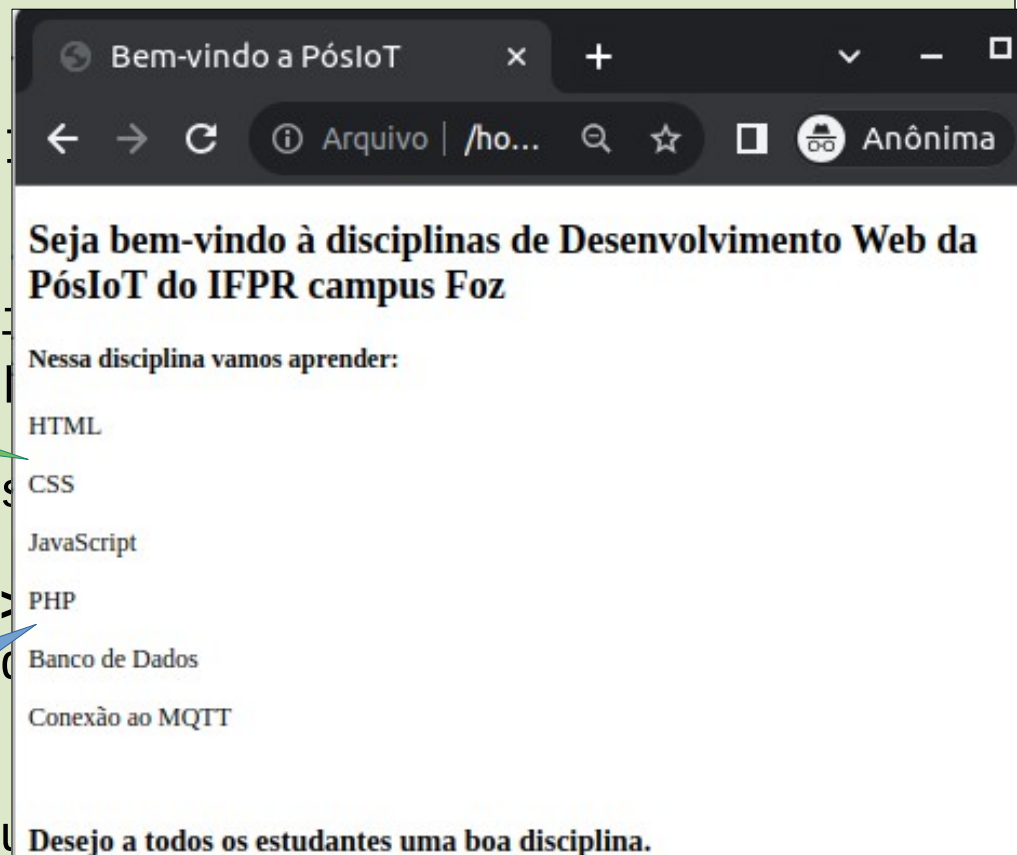 Bem-vindo a PósIoT
Arquivo | /ho...
Anônima
Seja bem-vindo à disciplinas de Desenvolvimento Web da
PósIoT do IFPR campus Foz
Nessa disciplina vamos aprender:
HTML
CSS
JavaScript
PHP
Banco de Dados
Conexão ao MQTT
Desejo a todos os estudantes uma boa disciplina.